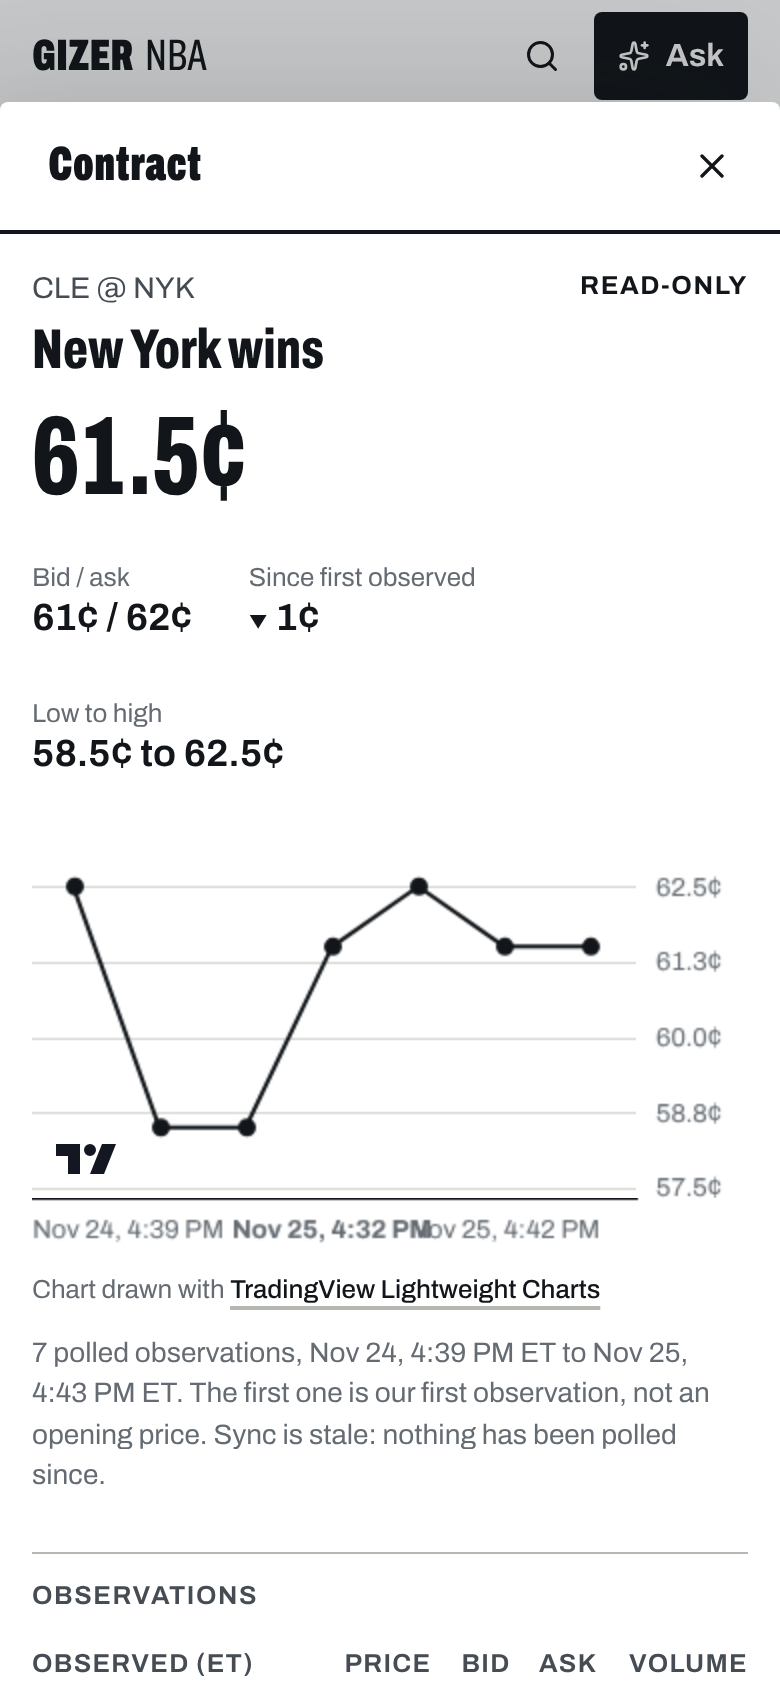 GIZER NBA
Ask
Contract
CLE @ NYK
READ-ONLY
New York wins
61.5¢
Bid / ask
Since first observed
61¢ / 62¢
▼ 1¢
Low to high
58.5¢ to 62.5¢
62.5¢
61.3¢
60.0¢
58.8¢
57.5¢
Nov 24, 4:39 PM Nov 25, 4:32 PM Nov 25, 4:42 PM
Chart drawn with TradingView Lightweight Charts
7 polled observations, Nov 24, 4:39 PM ET to Nov 25,
4:43 PM ET. The first one is our first observation, not an
opening price. Sync is stale: nothing has been polled
since.
OBSERVATIONS
OBSERVED (ET) PRICE BID ASK VOLUME